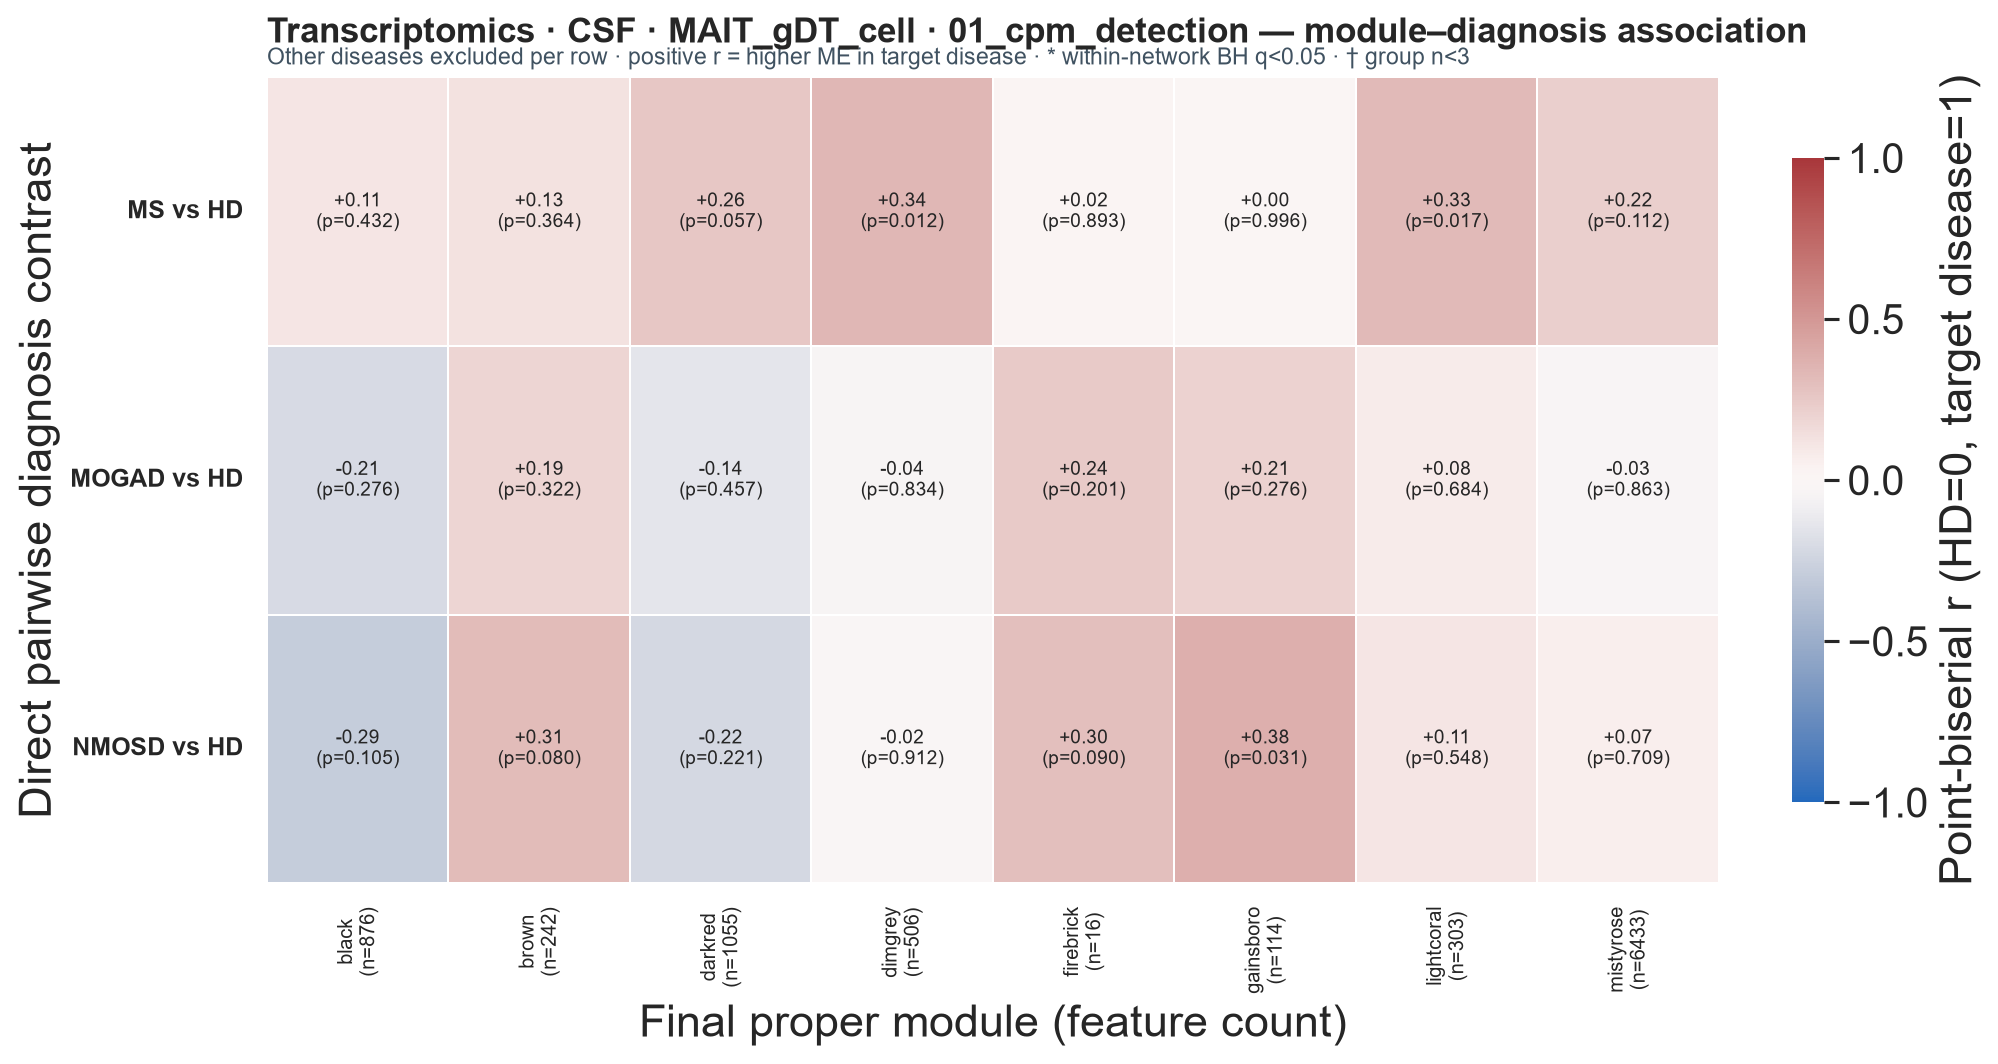 Transcriptomics · CSF · MAIT_gDT_cell · 01_cpm_detection — module–diagnosis association
Other diseases excluded per row · positive r = higher ME in target disease · * within-network BH q<0.05 · † group n<3
Direct pairwise diagnosis contrast
MS vs HD
+0.11
(p=0.432)
+0.13
(p=0.364)
+0.26
(p=0.057)
+0.34
(p=0.012)
+0.02
(p=0.893)
+0.00
(p=0.996)
+0.33
(p=0.017)
+0.22
(p=0.112)
MOGAD vs HD
-0.21
(p=0.276)
+0.19
(p=0.322)
-0.14
(p=0.457)
-0.04
(p=0.834)
+0.24
(p=0.201)
+0.21
(p=0.276)
+0.08
(p=0.684)
-0.03
(p=0.863)
NMOSD vs HD
-0.29
(p=0.105)
+0.31
(p=0.080)
-0.22
(p=0.221)
-0.02
(p=0.912)
+0.30
(p=0.090)
+0.38
(p=0.031)
+0.11
(p=0.548)
+0.07
(p=0.709)
black
(n=876)
brown
(n=242)
darkred
(n=1055)
dimgrey
(n=506)
firebrick
(n=16)
gainsboro
(n=114)
lightcoral
(n=303)
mistyrose
(n=6433)
Final proper module (feature count)
1.0
0.5
0.0
−0.5
−1.0
Point-biserial r (HD=0, target disease=1)